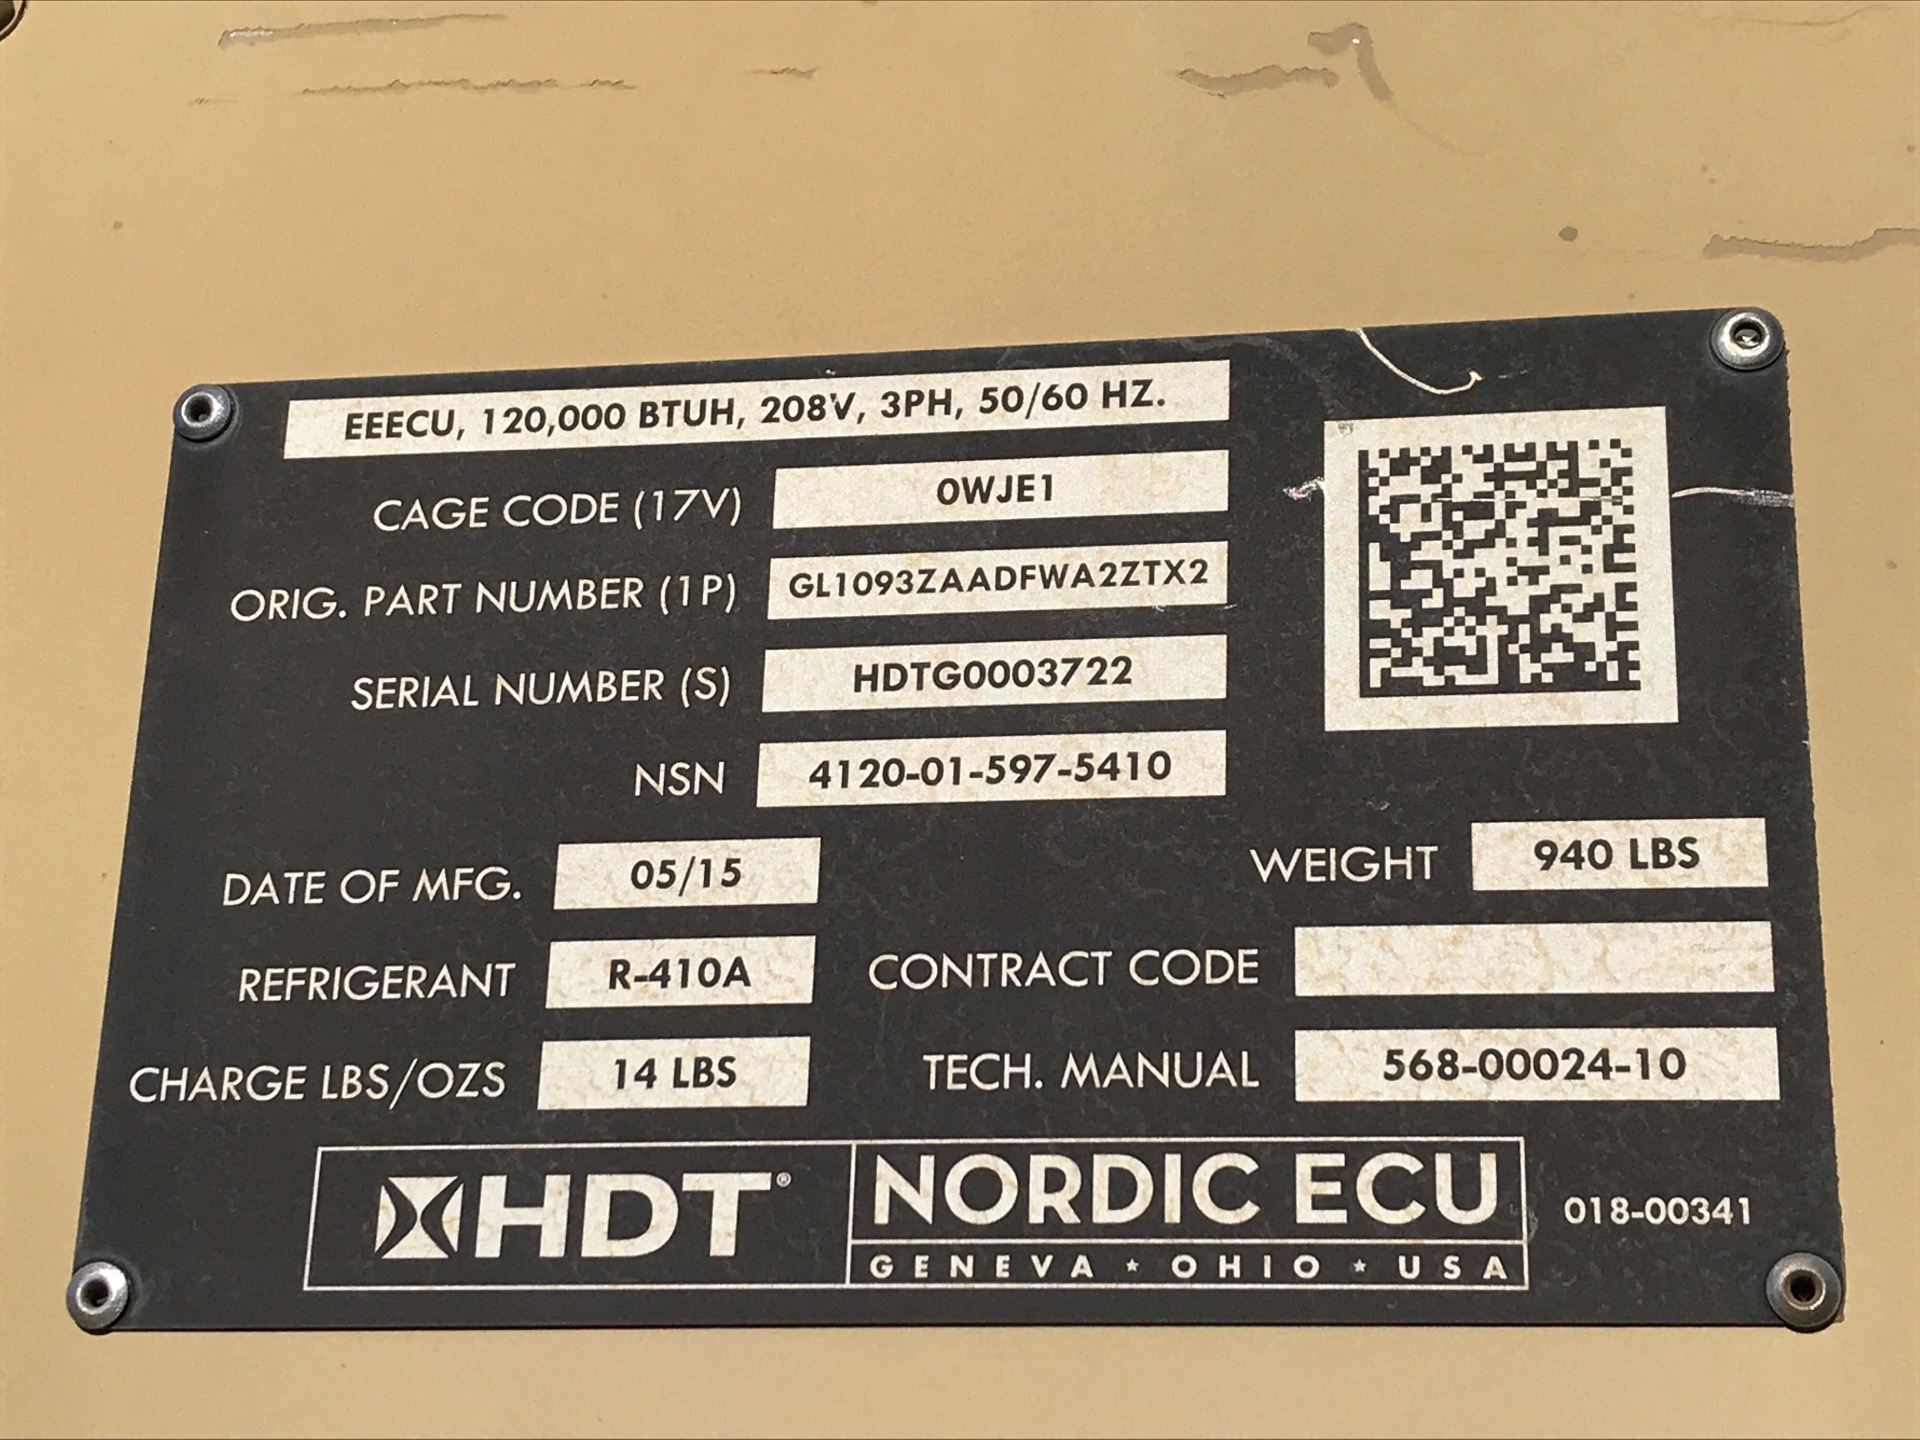 EEECU, 120,000 BTUH, 208V, 3PH, 50/60 HZ.
CAGE CODE (17V) 0WJE1
ORIG. PART NUMBER (1P) GL1093ZAADFWA2ZTX2
SERIAL NUMBER (S) HDTG0003722
NSN 4120-01-597-5410
DATE OF MFG. 05/15 WEIGHT 940 LBS
REFRIGERANT R-410A CONTRACT CODE
CHARGE LBS/OZS 14 LBS TECH. MANUAL 568-00024-10
HDT® NORDIC ECU 018-00341
GENEVA ★ OHIO ★ USA